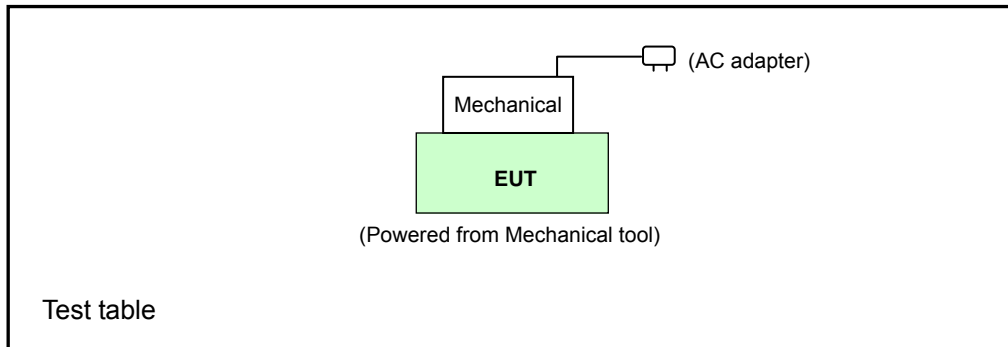 (AC adapter)
Mechanical
EUT
(Powered from Mechanical tool)
Test table